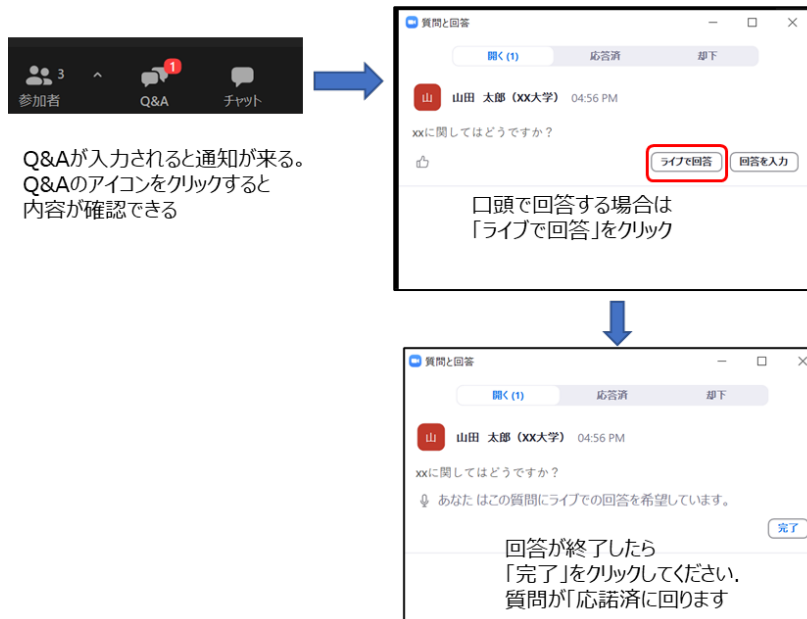 3
1
参加者
Q&A
チャット
Q&Aが入力されると通知が来る。
Q&Aのアイコンをクリックすると
内容が確認できる
質問と回答
開く(1) 応答済 却下
山 山田 太郎（XX大学） 04:56 PM
xxに関してはどうですか？
ライブで回答 回答を入力
口頭で回答する場合は
「ライブで回答」をクリック
質問と回答
開く(1) 応答済 却下
山 山田 太郎（XX大学） 04:56 PM
xxに関してはどうですか？
あなた はこの質問にライブでの回答を希望しています。
完了
回答が終了したら
「完了」をクリックしてください.
質問が「応諾済に回ります